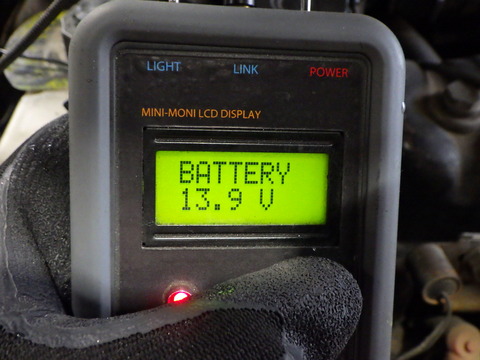 LIGHT LINK POWER
MINI-MONI LCD DISPLAY
BATTERY
13.9 V